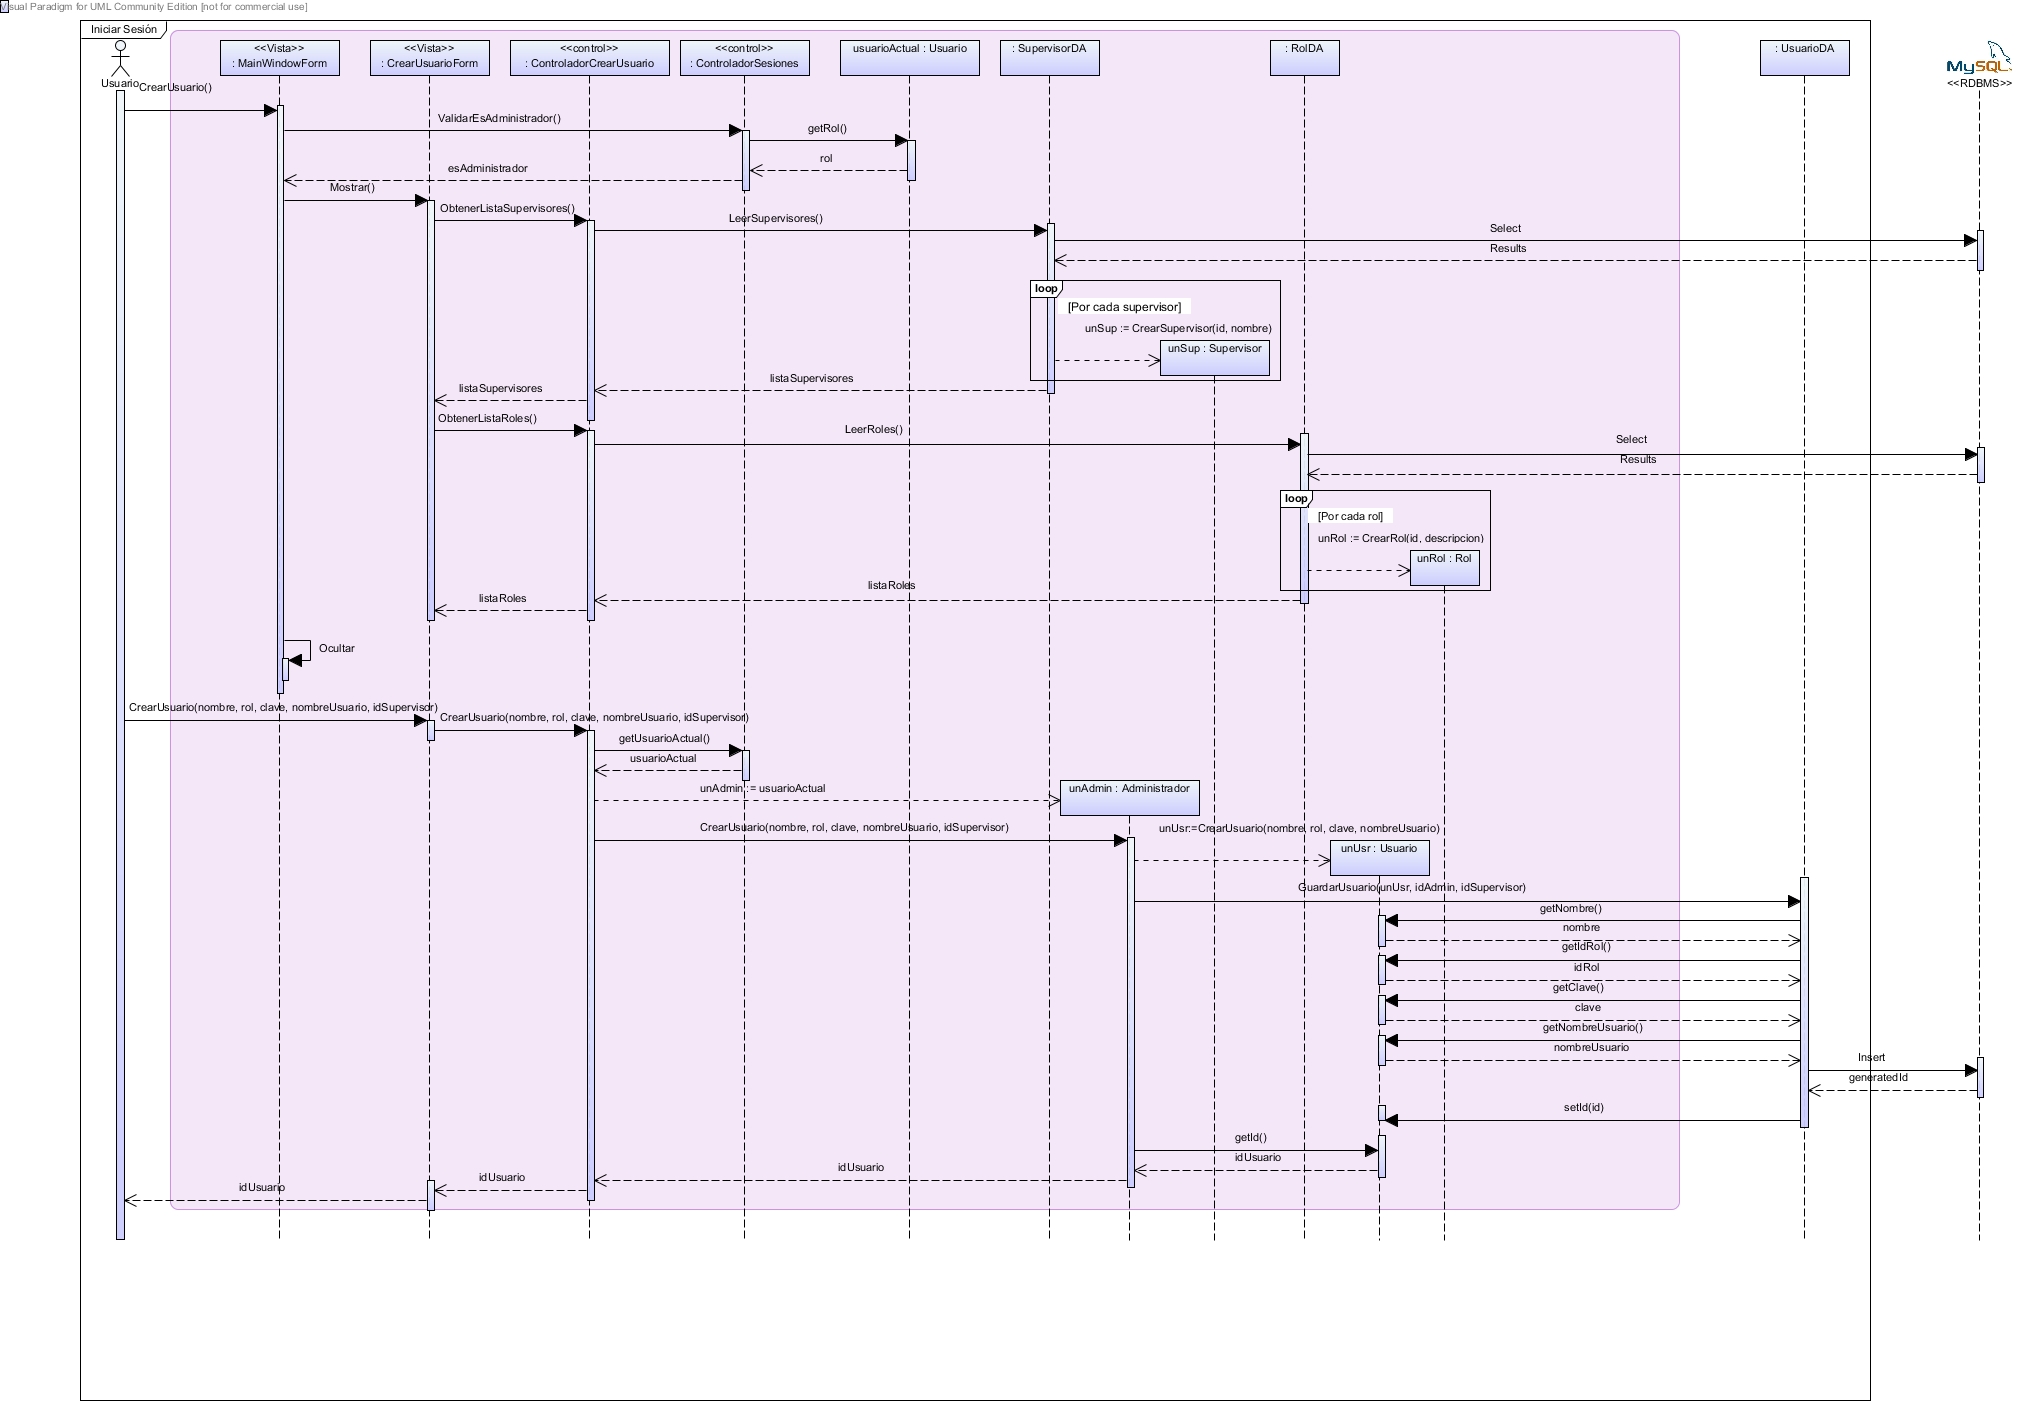 Visual Paradigm for UML Community Edition [not for commercial use]
Iniciar Sesión
Usuario
<<Vista>>
: MainWindowForm
<<Vista>>
: CrearUsuarioForm
<<control>>
: ControladorCrearUsuario
<<control>>
: ControladorSesiones
usuarioActual : Usuario
: SupervisorDA
: RolDA
: UsuarioDA
MySQL
<<RDBMS>>
CrearUsuario()
ValidarEsAdministrador()
getRol()
rol
esAdministrador
Mostrar()
ObtenerListaSupervisores()
LeerSupervisores()
Select
Results
loop
[Por cada supervisor]
unSup := CrearSupervisor(id, nombre)
unSup : Supervisor
listaSupervisores
listaSupervisores
ObtenerListaRoles()
LeerRoles()
Select
Results
loop
[Por cada rol]
unRol := CrearRol(id, descripcion)
unRol : Rol
listaRoles
listaRoles
Ocultar
CrearUsuario(nombre, rol, clave, nombreUsuario, idSupervisor)
CrearUsuario(nombre, rol, clave, nombreUsuario, idSupervisor)
getUsuarioActual()
usuarioActual
unAdmin := usuarioActual
unAdmin : Administrador
CrearUsuario(nombre, rol, clave, nombreUsuario, idSupervisor)
unUsr:=CrearUsuario(nombre, rol, clave, nombreUsuario)
unUsr : Usuario
GuardarUsuario(unUsr, idAdmin, idSupervisor)
getNombre()
nombre
getIdRol()
idRol
getClave()
clave
getNombreUsuario()
nombreUsuario
Insert
generatedId
setId(id)
getId()
idUsuario
idUsuario
idUsuario
idUsuario